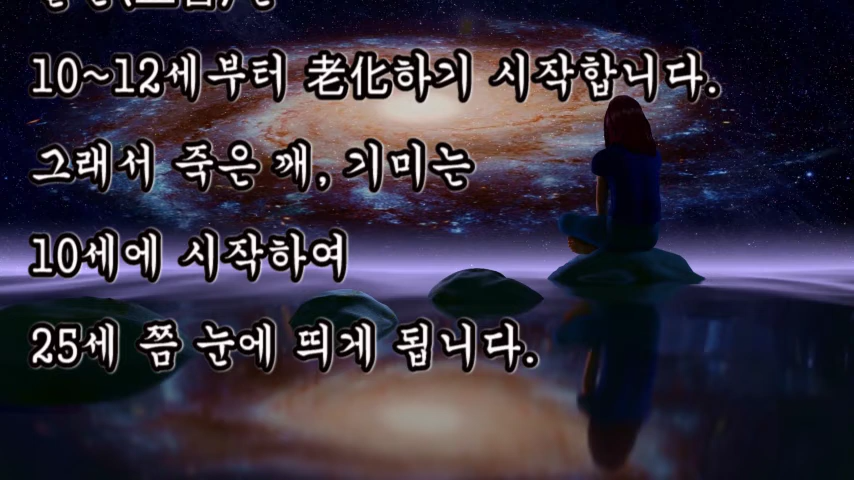 10~12세부터 老化하기 시작합니다.
그래서 죽은 깨, 기미는
10세에 시작하여
25세 쯤 눈에 띄게 됩니다.